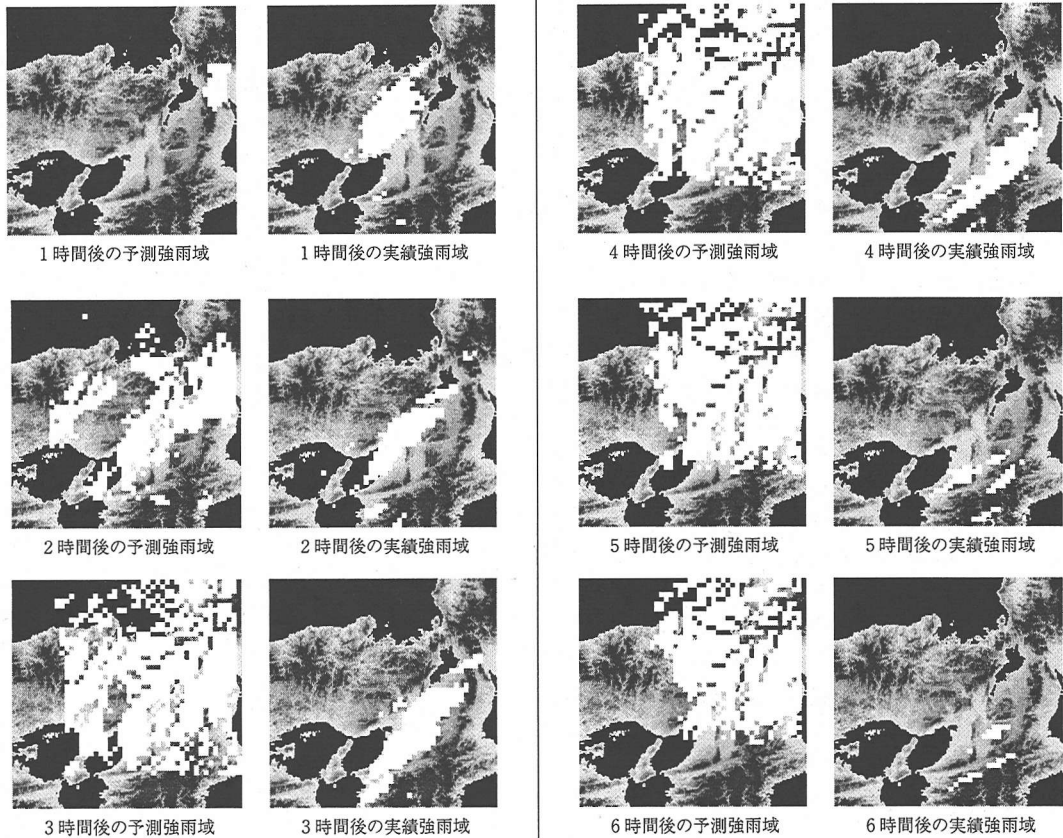 1時間後の予測強雨域
1時間後の実績強雨域
2時間後の予測強雨域
2時間後の実績強雨域
3時間後の予測強雨域
3時間後の実績強雨域
4時間後の予測強雨域
4時間後の実績強雨域
5時間後の予測強雨域
5時間後の実績強雨域
6時間後の予測強雨域
6時間後の実績強雨域